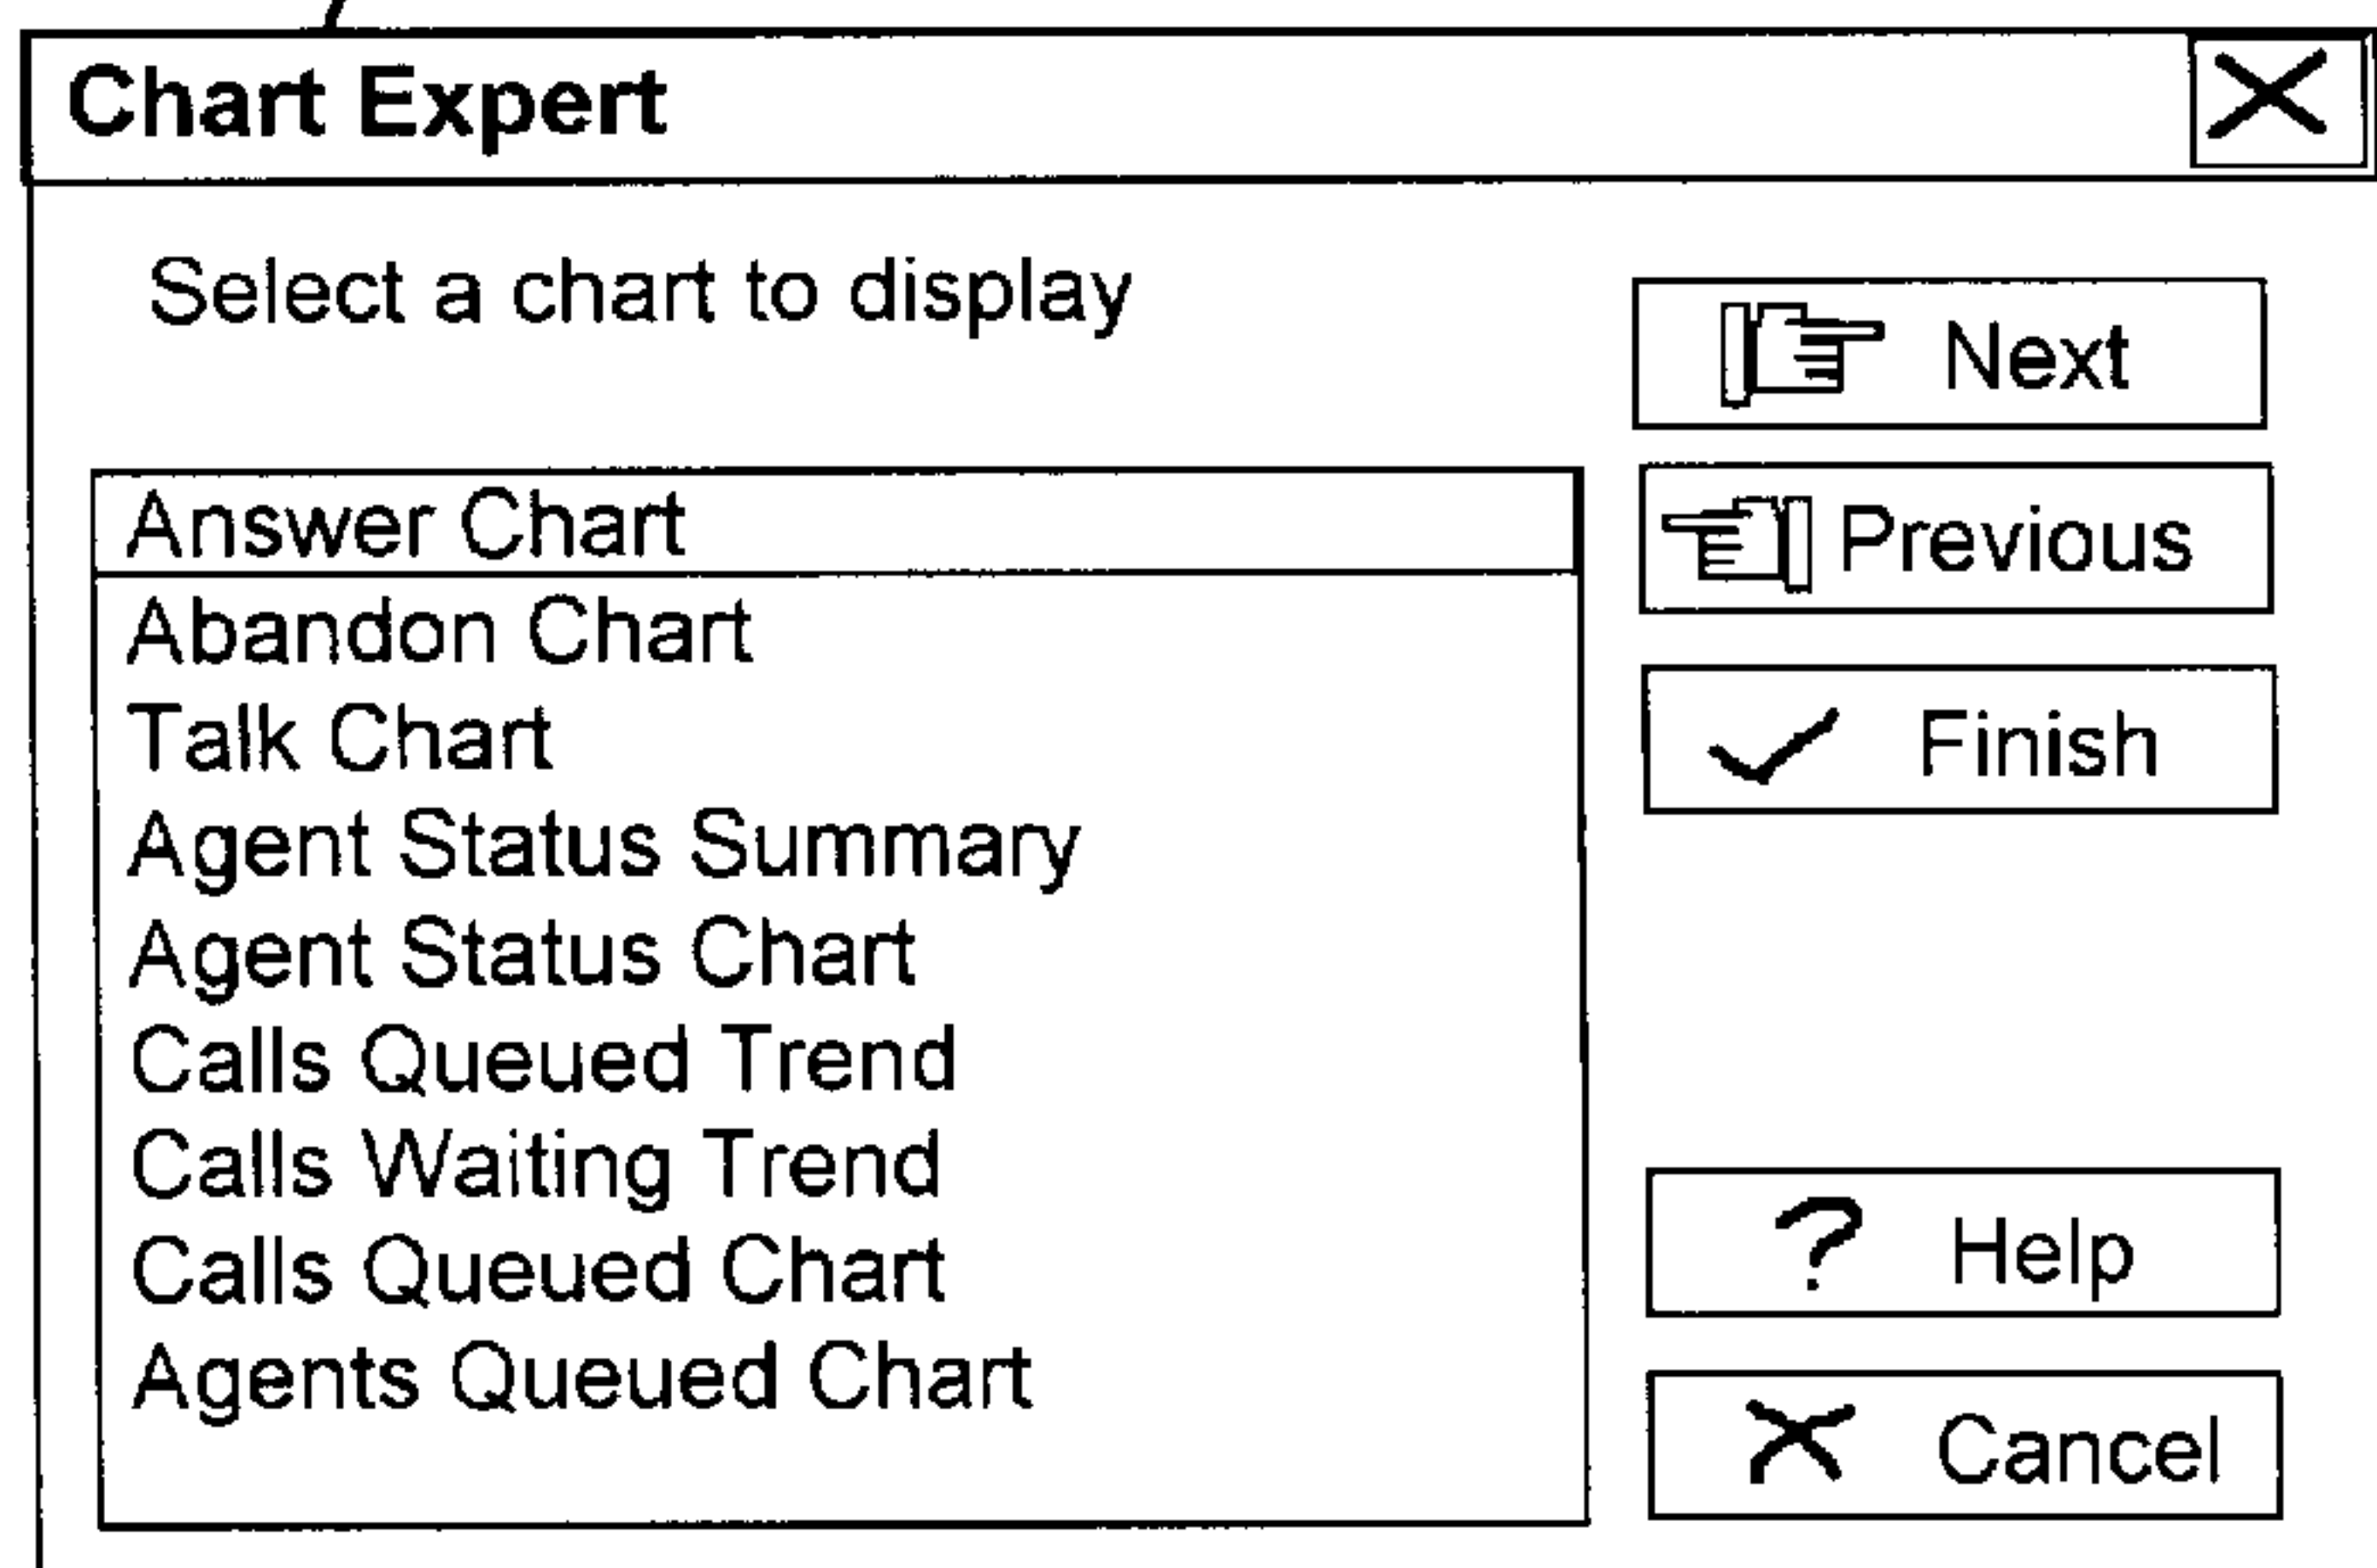 Chart Expert
Select a chart to display
Next
Previous
Finish
Answer Chart
Abandon Chart
Talk Chart
Agent Status Summary
Agent Status Chart
Calls Queued Trend
Calls Waiting Trend
Calls Queued Chart
Agents Queued Chart
? Help
Cancel